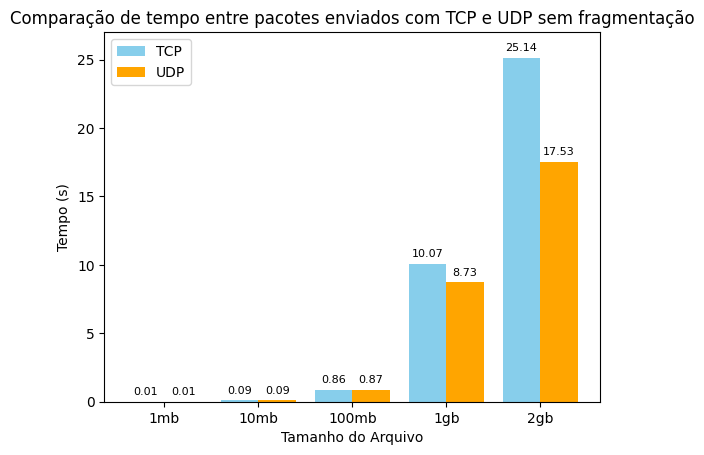 Comparação de tempo entre pacotes enviados com TCP e UDP sem fragmentação
TCP
UDP
Tempo (s)
25
20
15
10
5
0
0.01
0.01
0.09
0.09
0.86
0.87
10.07
8.73
25.14
17.53
1mb
10mb
100mb
1gb
2gb
Tamanho do Arquivo